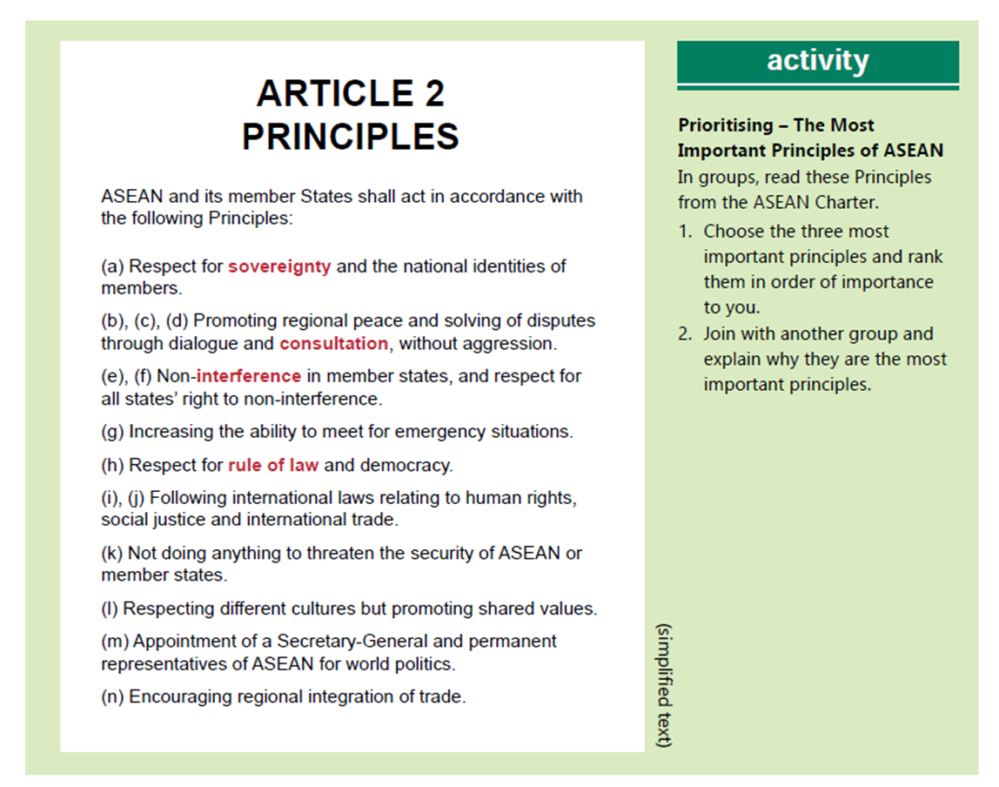 ARTICLE 2
PRINCIPLES
ASEAN and its member States shall act in accordance with
the following Principles:
(a) Respect for sovereignty and the national identities of
members.
(b), (c), (d) Promoting regional peace and solving of disputes
through dialogue and consultation, without aggression.
(e), (f) Non-interference in member states, and respect for
all states’ right to non-interference.
(g) Increasing the ability to meet for emergency situations.
(h) Respect for rule of law and democracy.
(i), (j) Following international laws relating to human rights,
social justice and international trade.
(k) Not doing anything to threaten the security of ASEAN or
member states.
(l) Respecting different cultures but promoting shared values.
(m) Appointment of a Secretary-General and permanent
representatives of ASEAN for world politics.
(n) Encouraging regional integration of trade.
(simplified text)
activity
Prioritising – The Most
Important Principles of ASEAN
In groups, read these Principles
from the ASEAN Charter.
1. Choose the three most
important principles and rank
them in order of importance
to you.
2. Join with another group and
explain why they are the most
important principles.